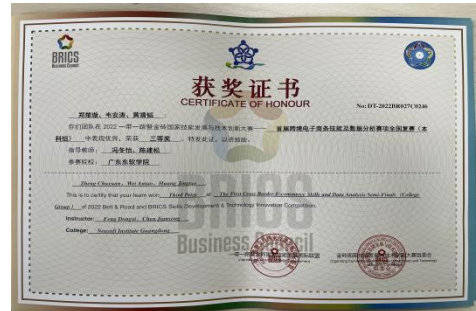 BRICS
Business Council
获奖证书
CERTIFICATE OF HONOUR
No: DT-2022BRICS027C0246
郑楚璇、韦安涛、黄靖韬:
你们团队在 2022 一带一路暨金砖国家技能发展与技术创新大赛—— 首届跨境电子商务技能及数据分析赛项全国复赛(本
科组) 中表现优异,荣获 三等奖 ,特发此证,以资鼓励。
指导教师: 冯冬怡、陈建松
参赛院校: 广东东软学院
Zheng Chuxuan, Wei Antao, Huang Jingtao
This is to certify that your team won Third Prize at The First Cross Border E-commerce Skills and Data Analysis Semi-Finals (College
Group) of 2022 Belt & Road and BRICS Skills Development & Technology Innovation Competition.
Instructor: Feng Dongyi, Chen Jiansong
College: Neusoft Institute Guangdong
BRICS
Business Council